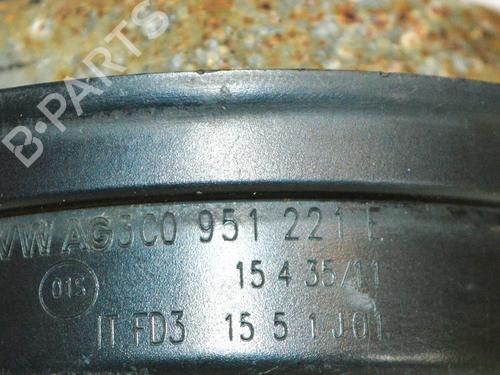 B-PARTS
VW AG 3C0 951 221 F
15 4 35/11
015
IT FD3 15 5 1 J01